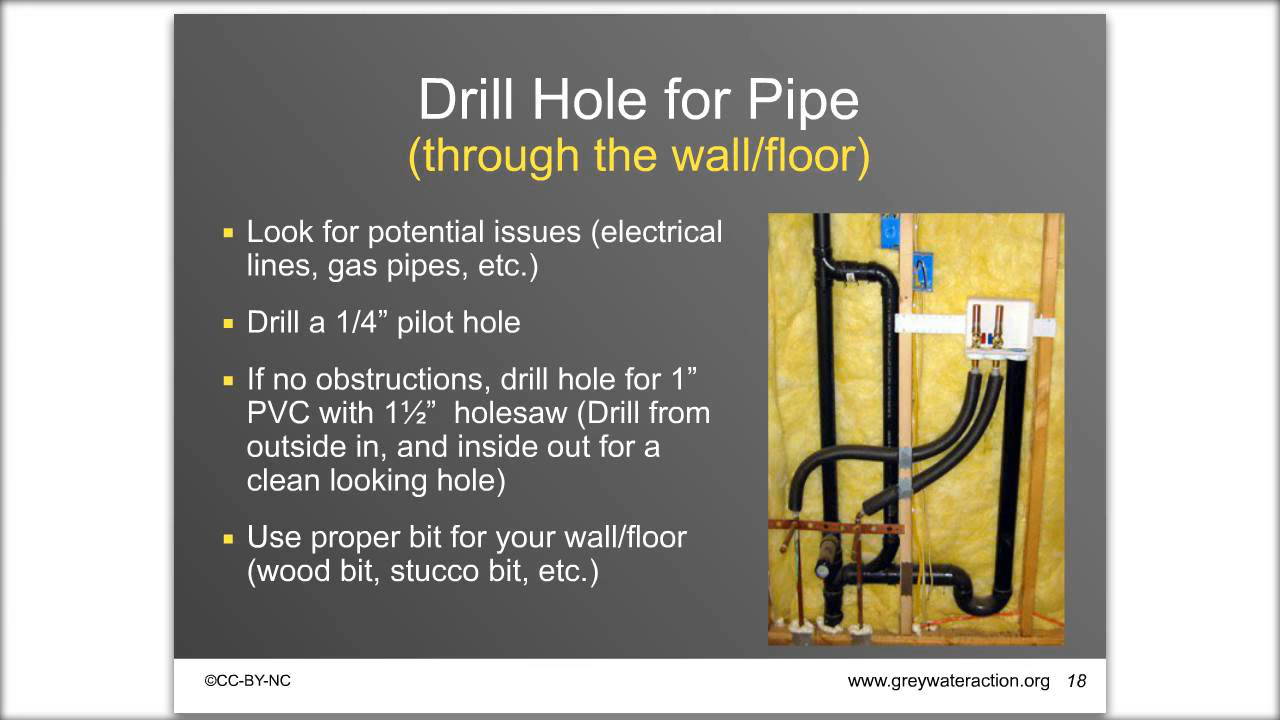 Drill Hole for Pipe
(through the wall/floor)
▪ Look for potential issues (electrical
lines, gas pipes, etc.)
▪ Drill a 1/4” pilot hole
▪ If no obstructions, drill hole for 1”
PVC with 1½”  holesaw (Drill from
outside in, and inside out for a
clean looking hole)
▪ Use proper bit for your wall/floor
(wood bit, stucco bit, etc.)
©CC-BY-NC
www.greywateraction.org 18